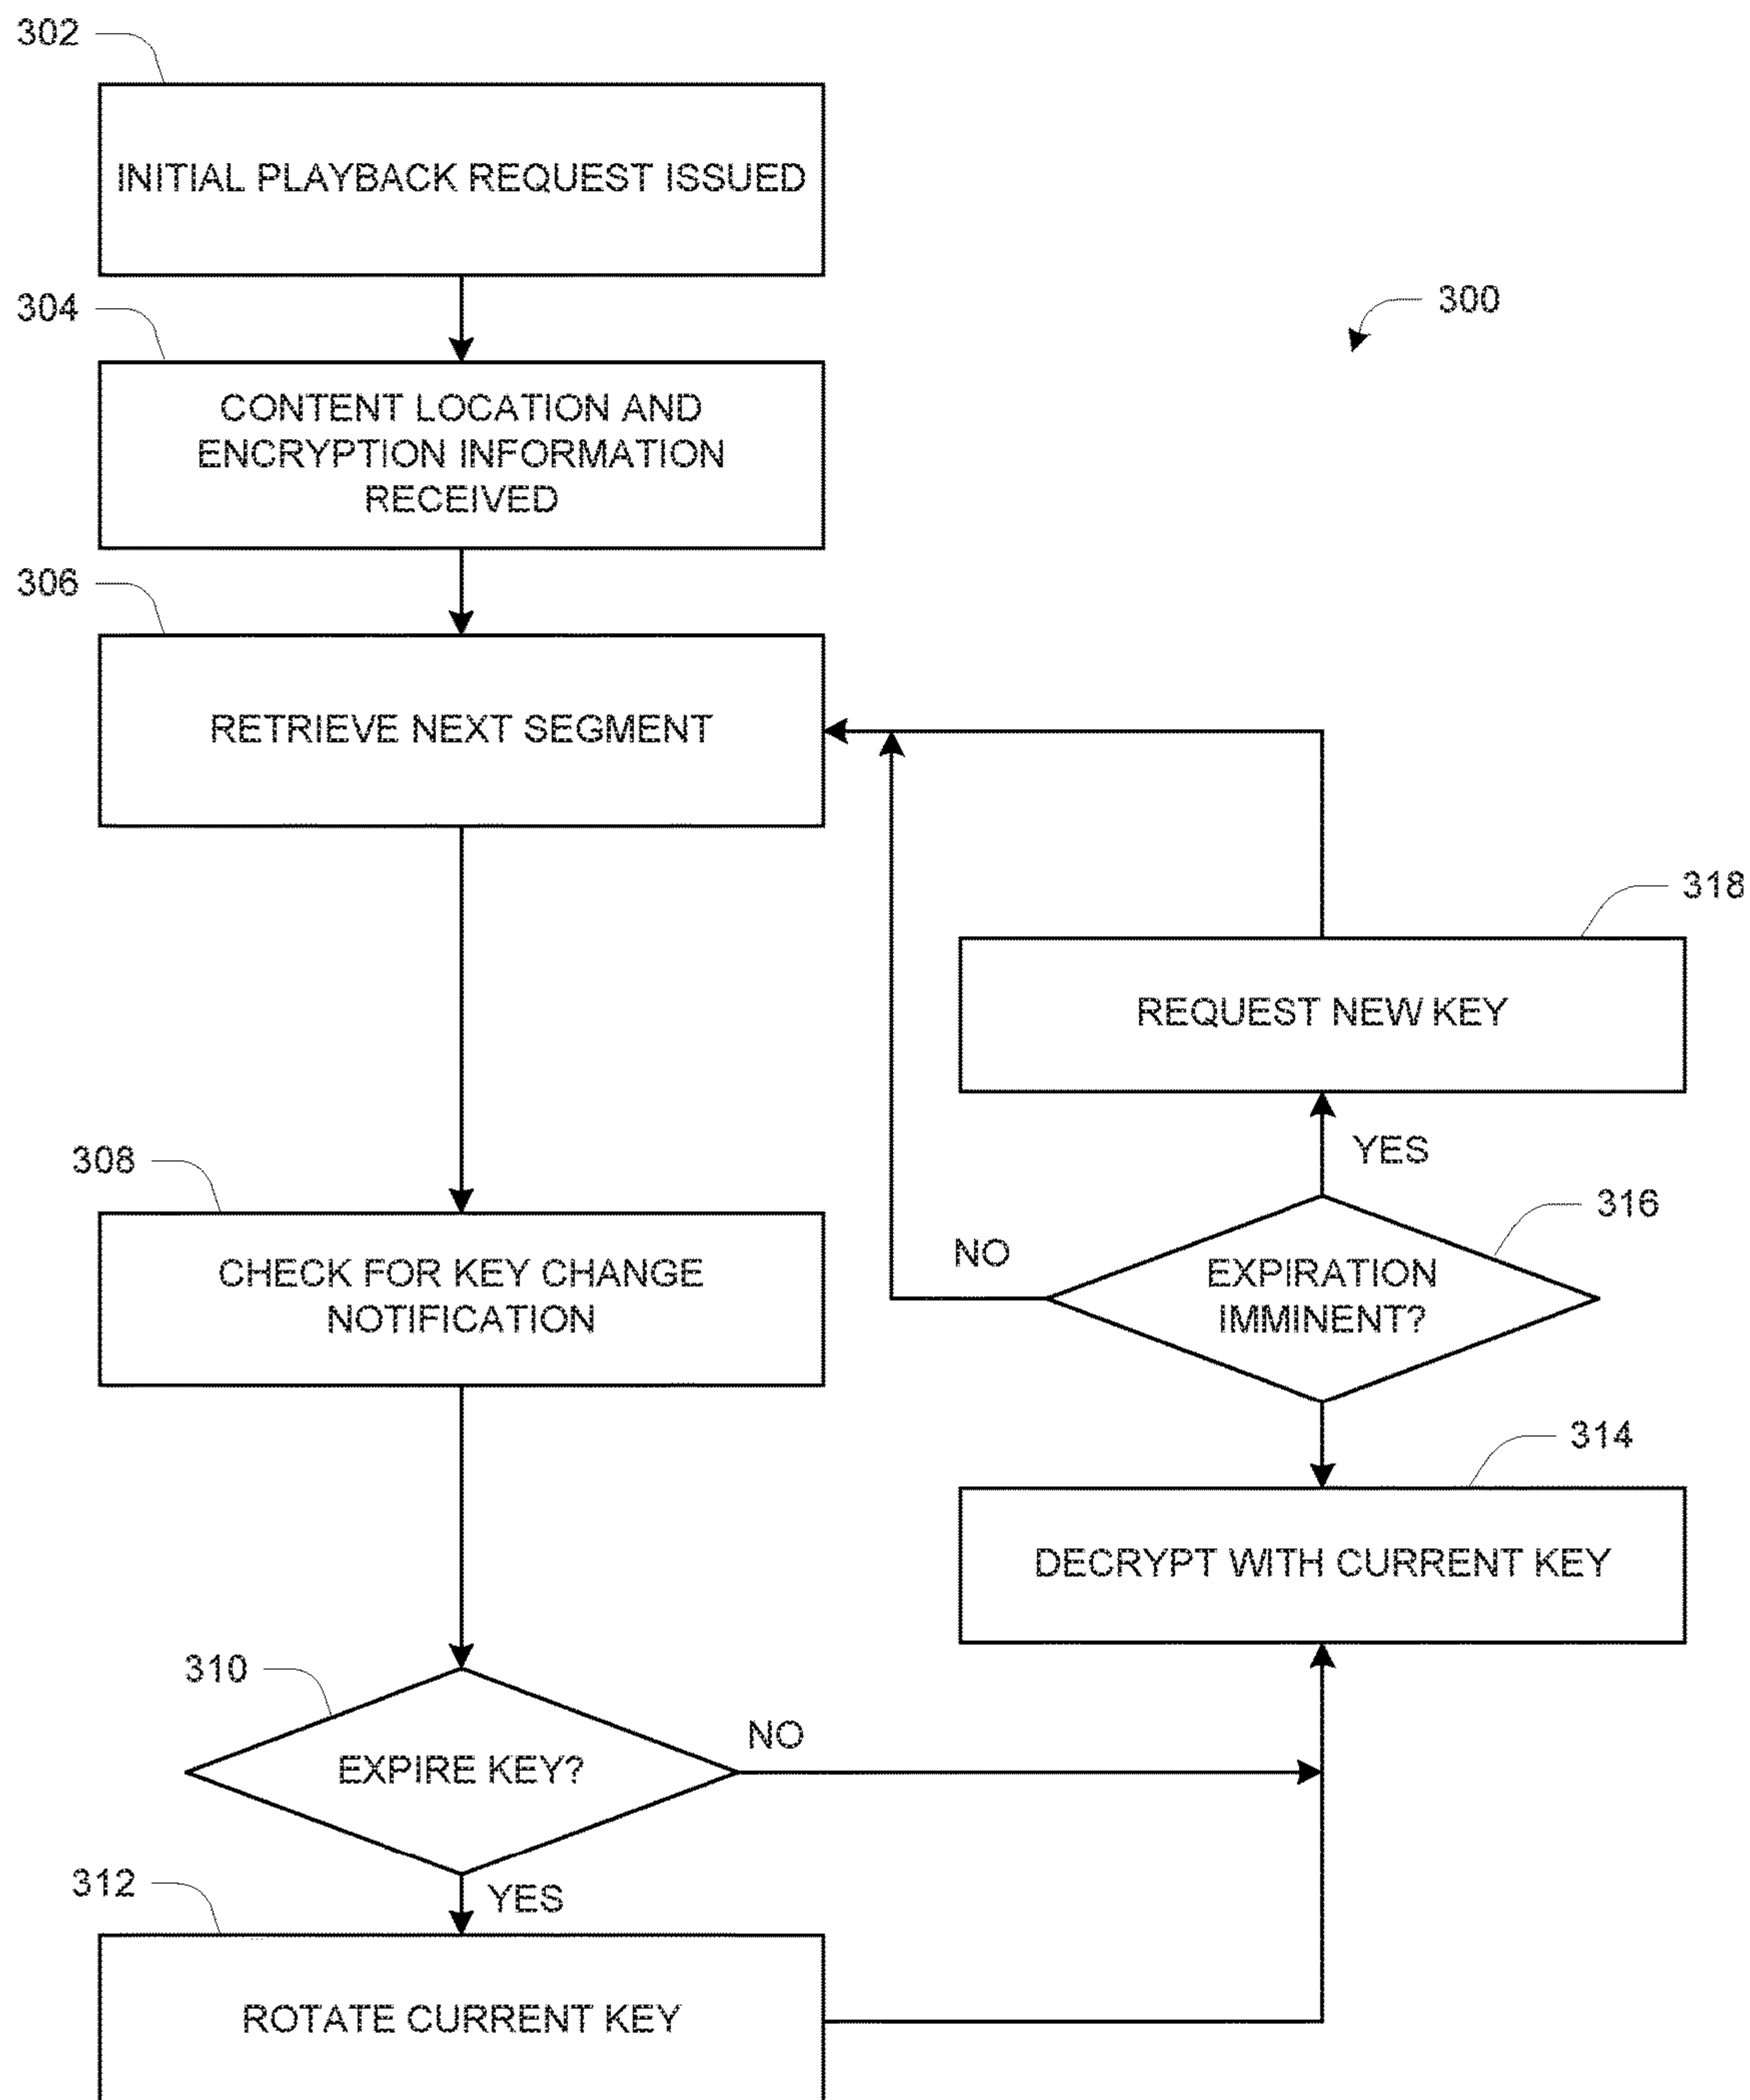 302
INITIAL PLAYBACK REQUEST ISSUED
304
300
CONTENT LOCATION AND
ENCRYPTION INFORMATION
RECEIVED
306
RETRIEVE NEXT SEGMENT
318
REQUEST NEW KEY
YES
308
316
NO
CHECK FOR KEY CHANGE
NOTIFICATION
EXPIRATION
IMMINENT?
314
DECRYPT WITH CURRENT KEY
310
NO
EXPIRE KEY?
312
YES
ROTATE CURRENT KEY